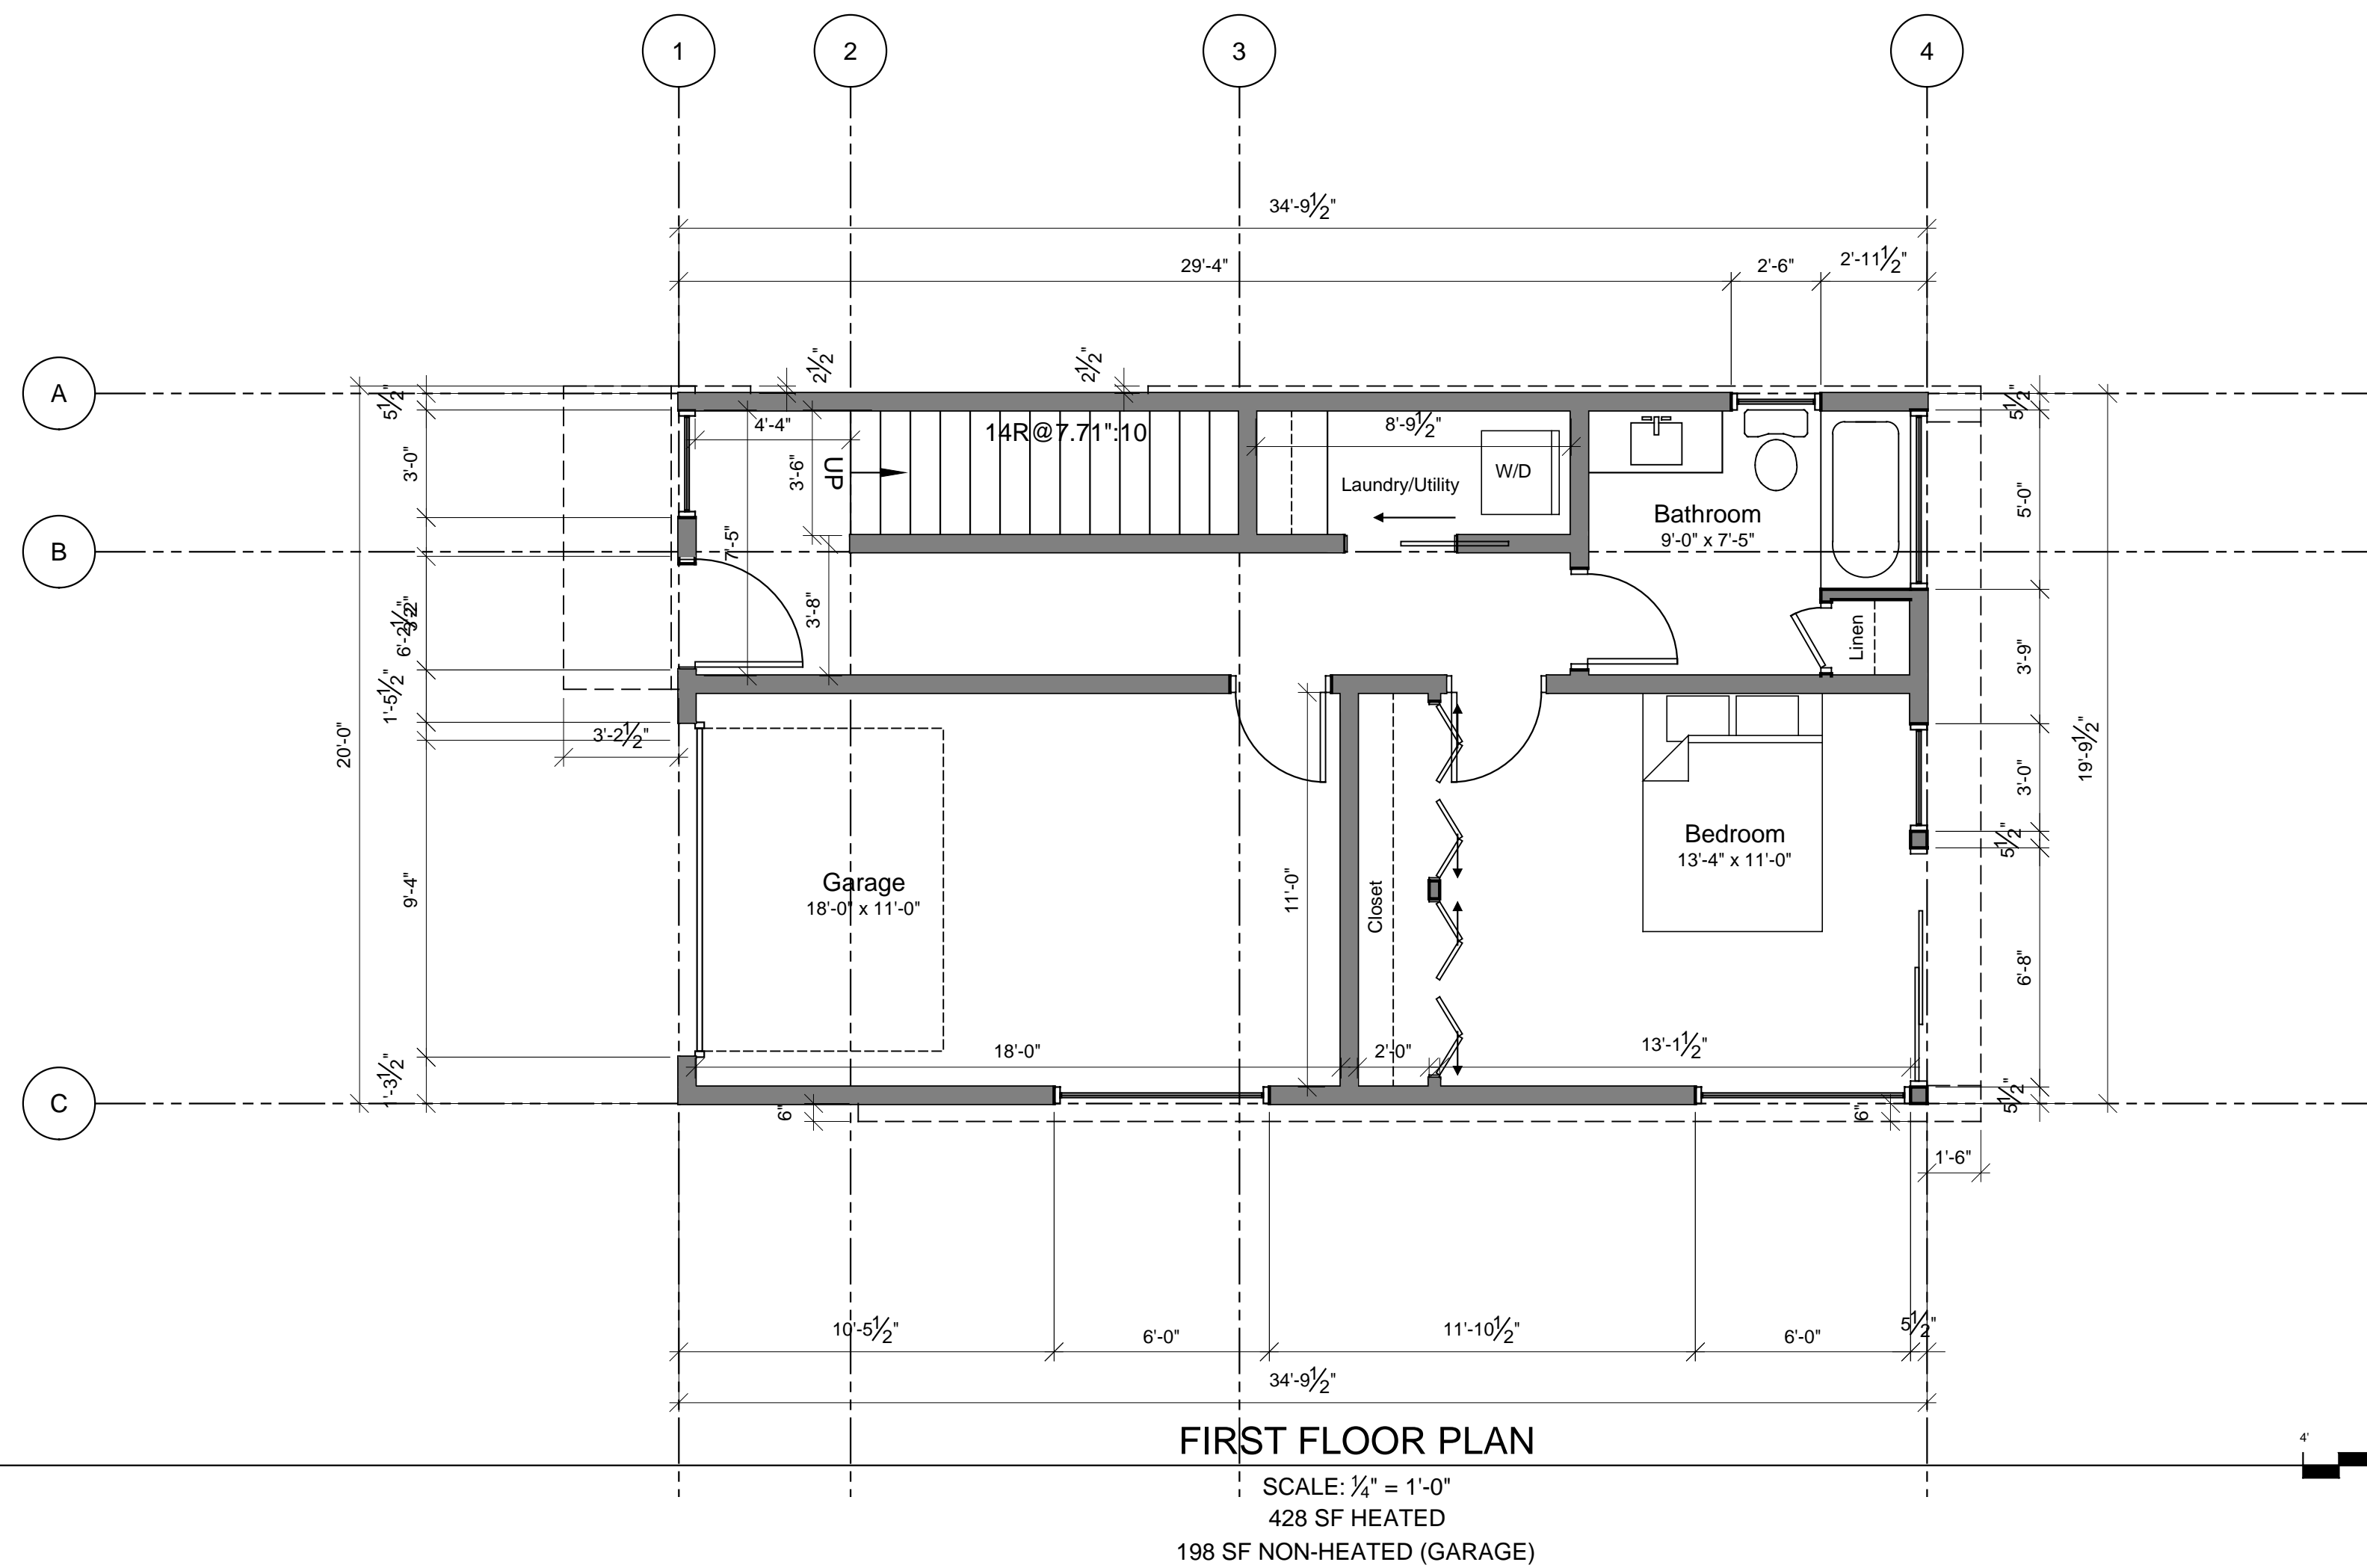 1
2
3
4
34'-9½"
29'-4"
2'-6"
2'-11½"
A
5½"
2½"
2½"
5½"
4'-4"
14R@7.71":10
8'-9½"
3'-0"
3'-6"
UP
W/D
Laundry/Utility
5'-0"
Bathroom
9'-0" x 7'-5"
B
7'-5"
6'-2½"
3'-8"
Linen
3'-9"
1'-5½"
3'-2½"
20'-0"
19'-9½"
3'-0"
5½"
Bedroom
13'-4" x 11'-0"
Garage
18'-0" x 11'-0"
9'-4"
11'-0"
Closet
6'-8"
18'-0"
2'-0"
13'-1½"
1'-3½"
C
6"
6"
5½"
1'-6"
10'-5½"
6'-0"
11'-10½"
6'-0"
5½"
34'-9½"
FIRST FLOOR PLAN
4'
SCALE: ¼" = 1'-0"
428 SF HEATED
198 SF NON-HEATED (GARAGE)